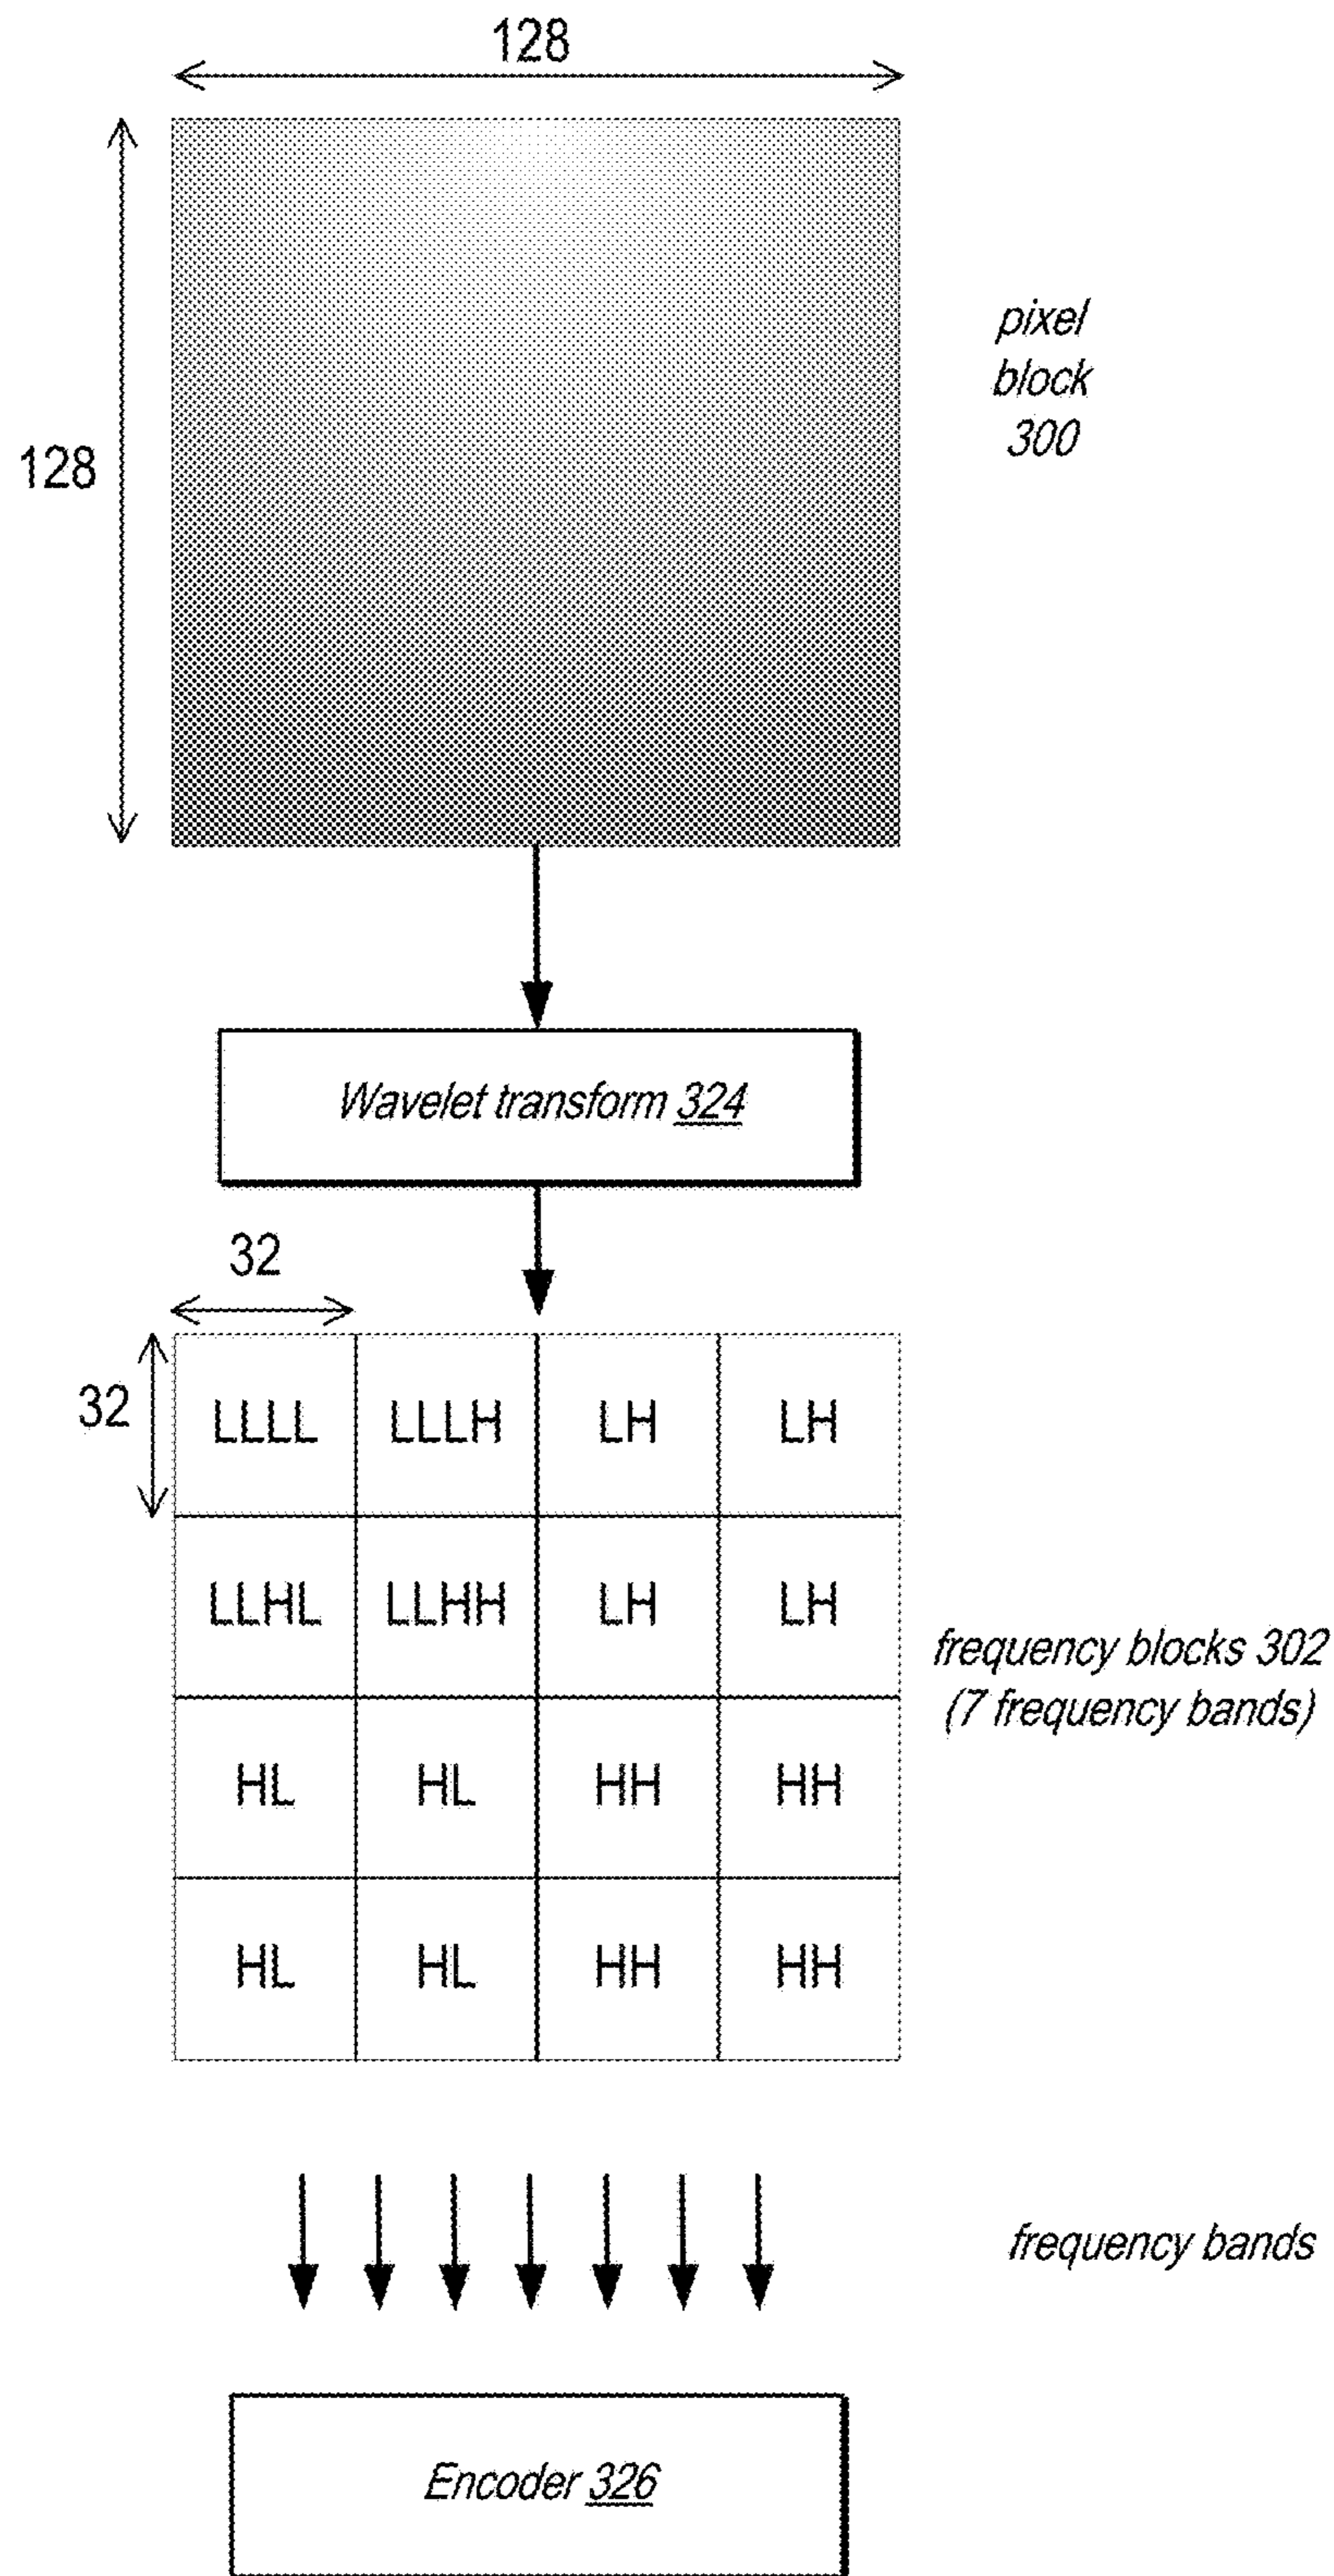 128
128
pixel
block
300
Wavelet transform 324
32
32
LLLL LLLH LH LH
LLHL LLHH LH LH
HL HL HH HH
HL HL HH HH
frequency blocks 302
(7 frequency bands)
frequency bands
Encoder 326